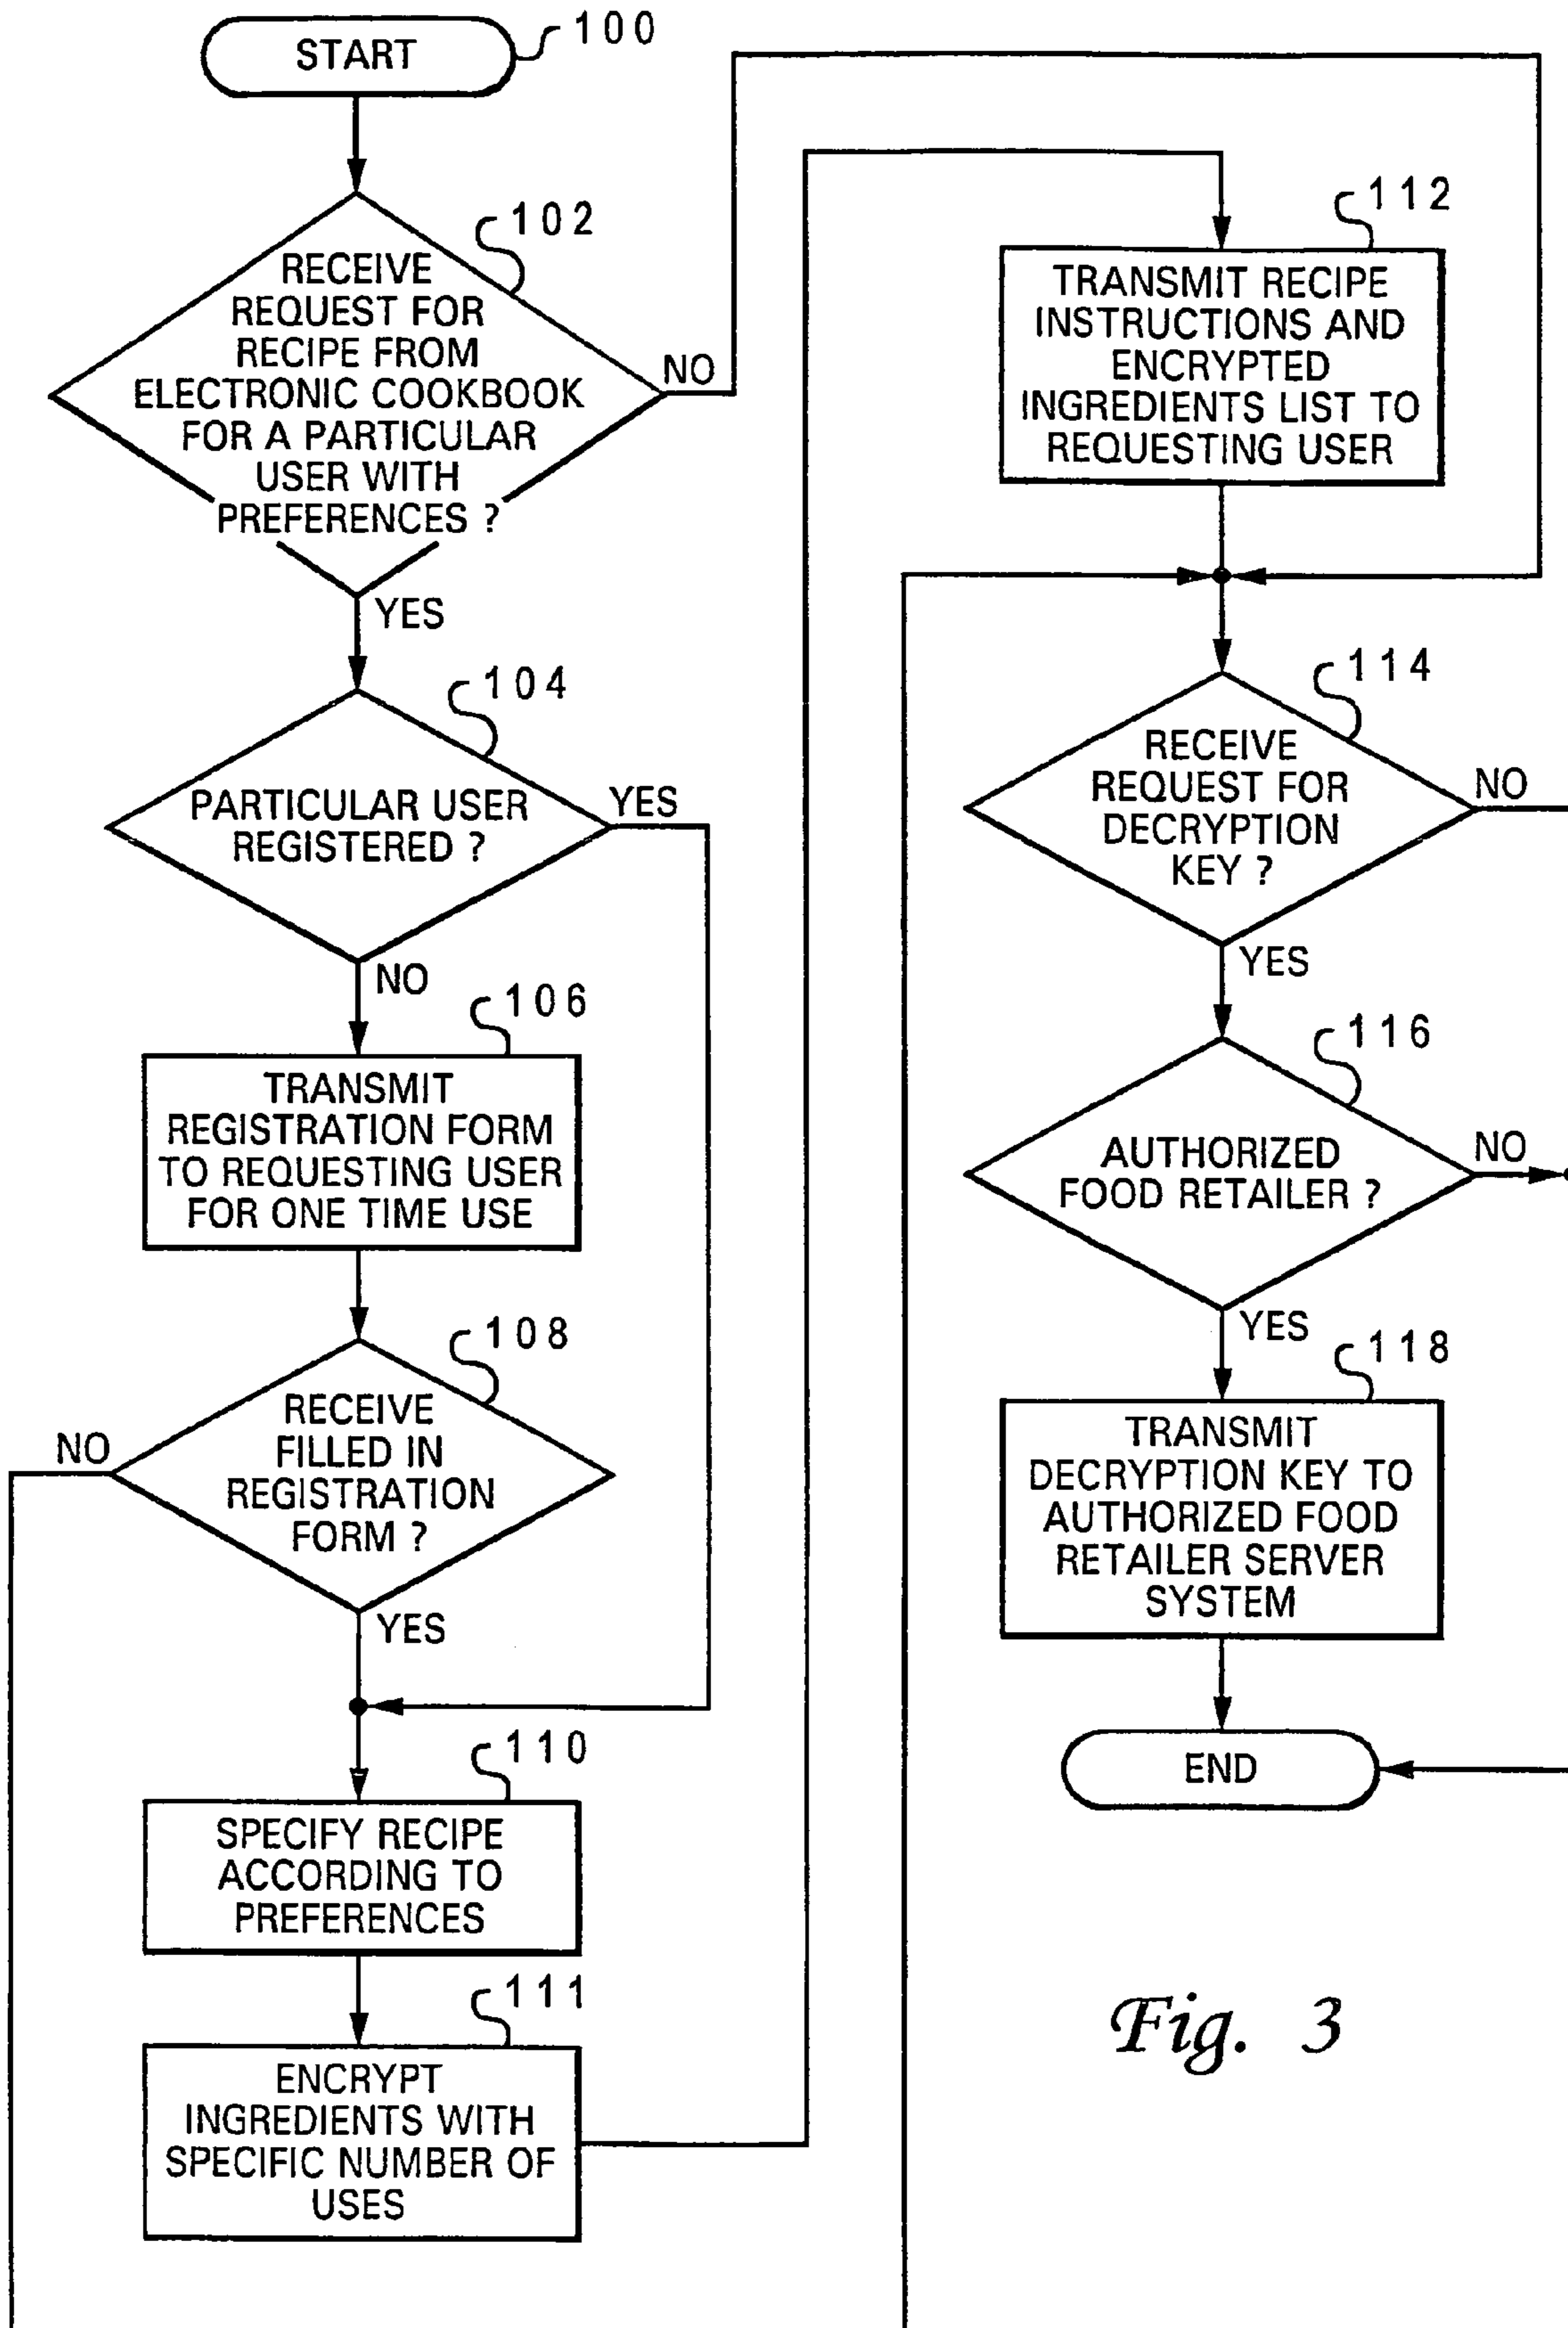 START
100
102
RECEIVE
REQUEST FOR
RECIPE FROM
ELECTRONIC COOKBOOK
FOR A PARTICULAR
USER WITH
PREFERENCES ?
NO
YES
104
PARTICULAR USER
REGISTERED ?
YES
NO
106
TRANSMIT
REGISTRATION FORM
TO REQUESTING USER
FOR ONE TIME USE
108
RECEIVE
FILLED IN
REGISTRATION
FORM ?
NO
YES
110
SPECIFY RECIPE
ACCORDING TO
PREFERENCES
111
ENCRYPT
INGREDIENTS WITH
SPECIFIC NUMBER OF
USES
112
TRANSMIT RECIPE
INSTRUCTIONS AND
ENCRYPTED
INGREDIENTS LIST TO
REQUESTING USER
114
RECEIVE
REQUEST FOR
DECRYPTION
KEY ?
NO
YES
116
AUTHORIZED
FOOD RETAILER ?
NO
YES
118
TRANSMIT
DECRYPTION KEY TO
AUTHORIZED FOOD
RETAILER SERVER
SYSTEM
END
Fig. 3